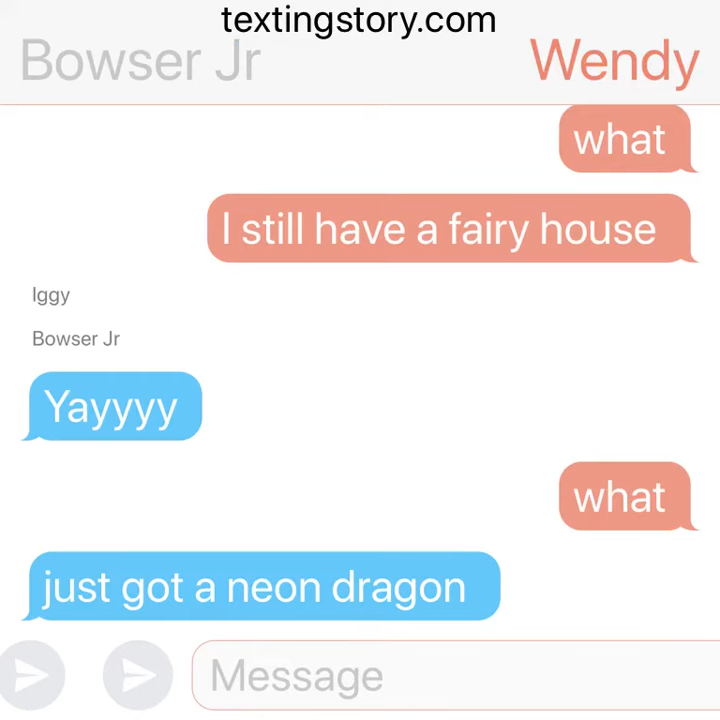 textingstory.com
Bowser Jr
Wendy
what
I still have a fairy house
Iggy
Bowser Jr
Yayyyy
what
just got a neon dragon
Message